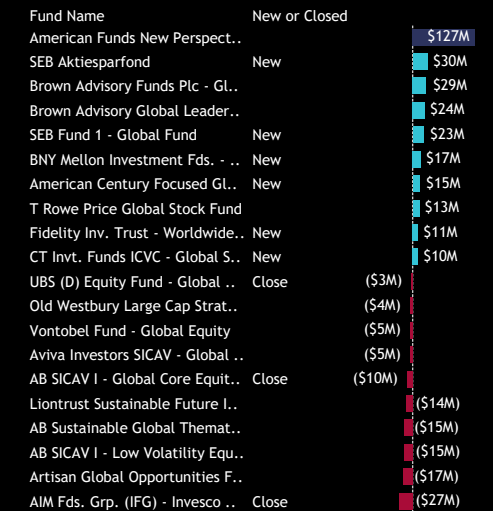 Fund Name New or Closed
American Funds New Perspect.. $127M
SEB Aktiesparfond New $30M
Brown Advisory Funds Plc - Gl.. $29M
Brown Advisory Global Leader.. $24M
SEB Fund 1 - Global Fund New $23M
BNY Mellon Investment Fds. - .. New $17M
American Century Focused Gl.. New $15M
T Rowe Price Global Stock Fund $13M
Fidelity Inv. Trust - Worldwide.. New $11M
CT Invt. Funds ICVC - Global S.. New $10M
UBS (D) Equity Fund - Global .. Close ($3M)
Old Westbury Large Cap Strat.. ($4M)
Vontobel Fund - Global Equity ($5M)
Aviva Investors SICAV - Global .. ($5M)
AB SICAV I - Global Core Equit.. Close ($10M)
Liontrust Sustainable Future I.. ($14M)
AB Sustainable Global Themat.. ($15M)
AB SICAV I - Low Volatility Equ.. ($15M)
Artisan Global Opportunities F.. ($17M)
AIM Fds. Grp. (IFG) - Invesco .. Close ($27M)